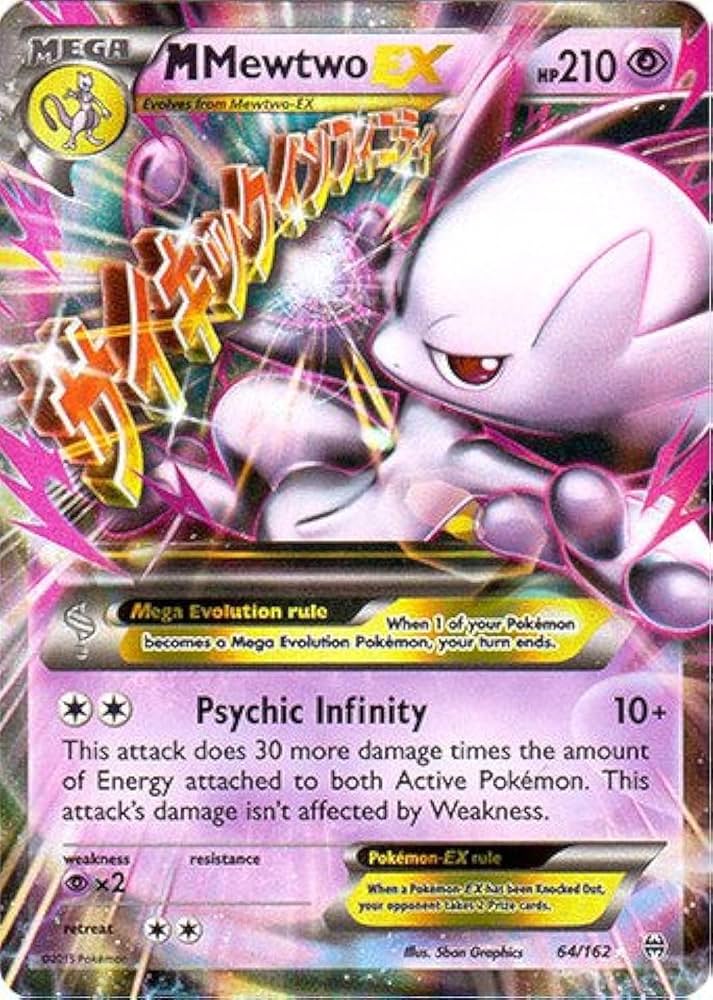 MEGA
M Mewtwo EX
HP 210
Evolves from Mewtwo-EX
サイキックインフィニティ
Mega Evolution rule
When 1 of your Pokémon
becomes a Mega Evolution Pokémon, your turn ends.
Psychic Infinity 10+
This attack does 30 more damage times the amount
of Energy attached to both Active Pokémon. This
attack's damage isn't affected by Weakness.
weakness resistance
×2
Pokémon-EX rule
When a Pokémon-EX has been Knocked Out,
your opponent takes 2 Prize cards.
retreat
©2015 Pokémon
Illus. 5ban Graphics 64/162